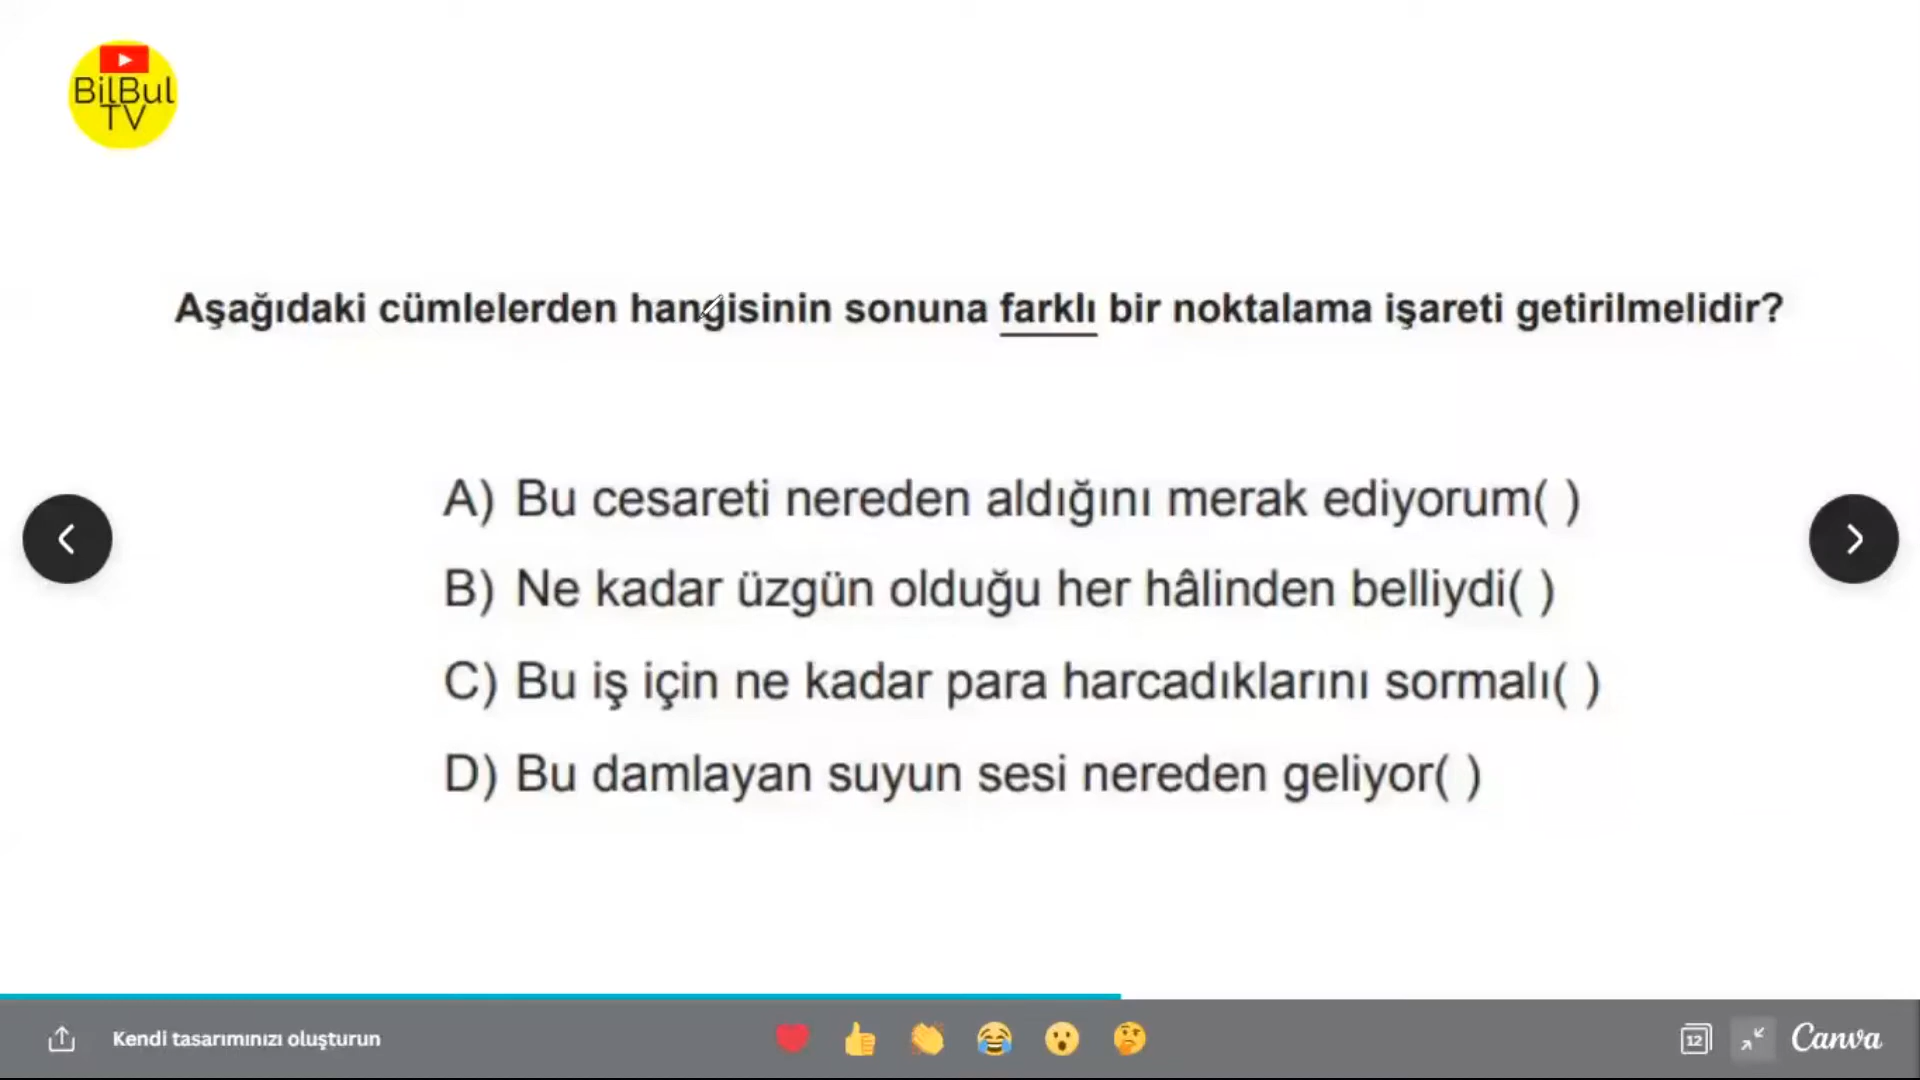 BilBul
TV
Aşağıdaki cümlelerden hangisinin sonuna farklı bir noktalama işareti getirilmelidir?
A) Bu cesareti nereden aldığını merak ediyorum( )
B) Ne kadar üzgün olduğu her hâlinden belliydi( )
C) Bu iş için ne kadar para harcadıklarını sormalı( )
D) Bu damlayan suyun sesi nereden geliyor( )
Kendi tasarımınızı oluşturun
12
Canva